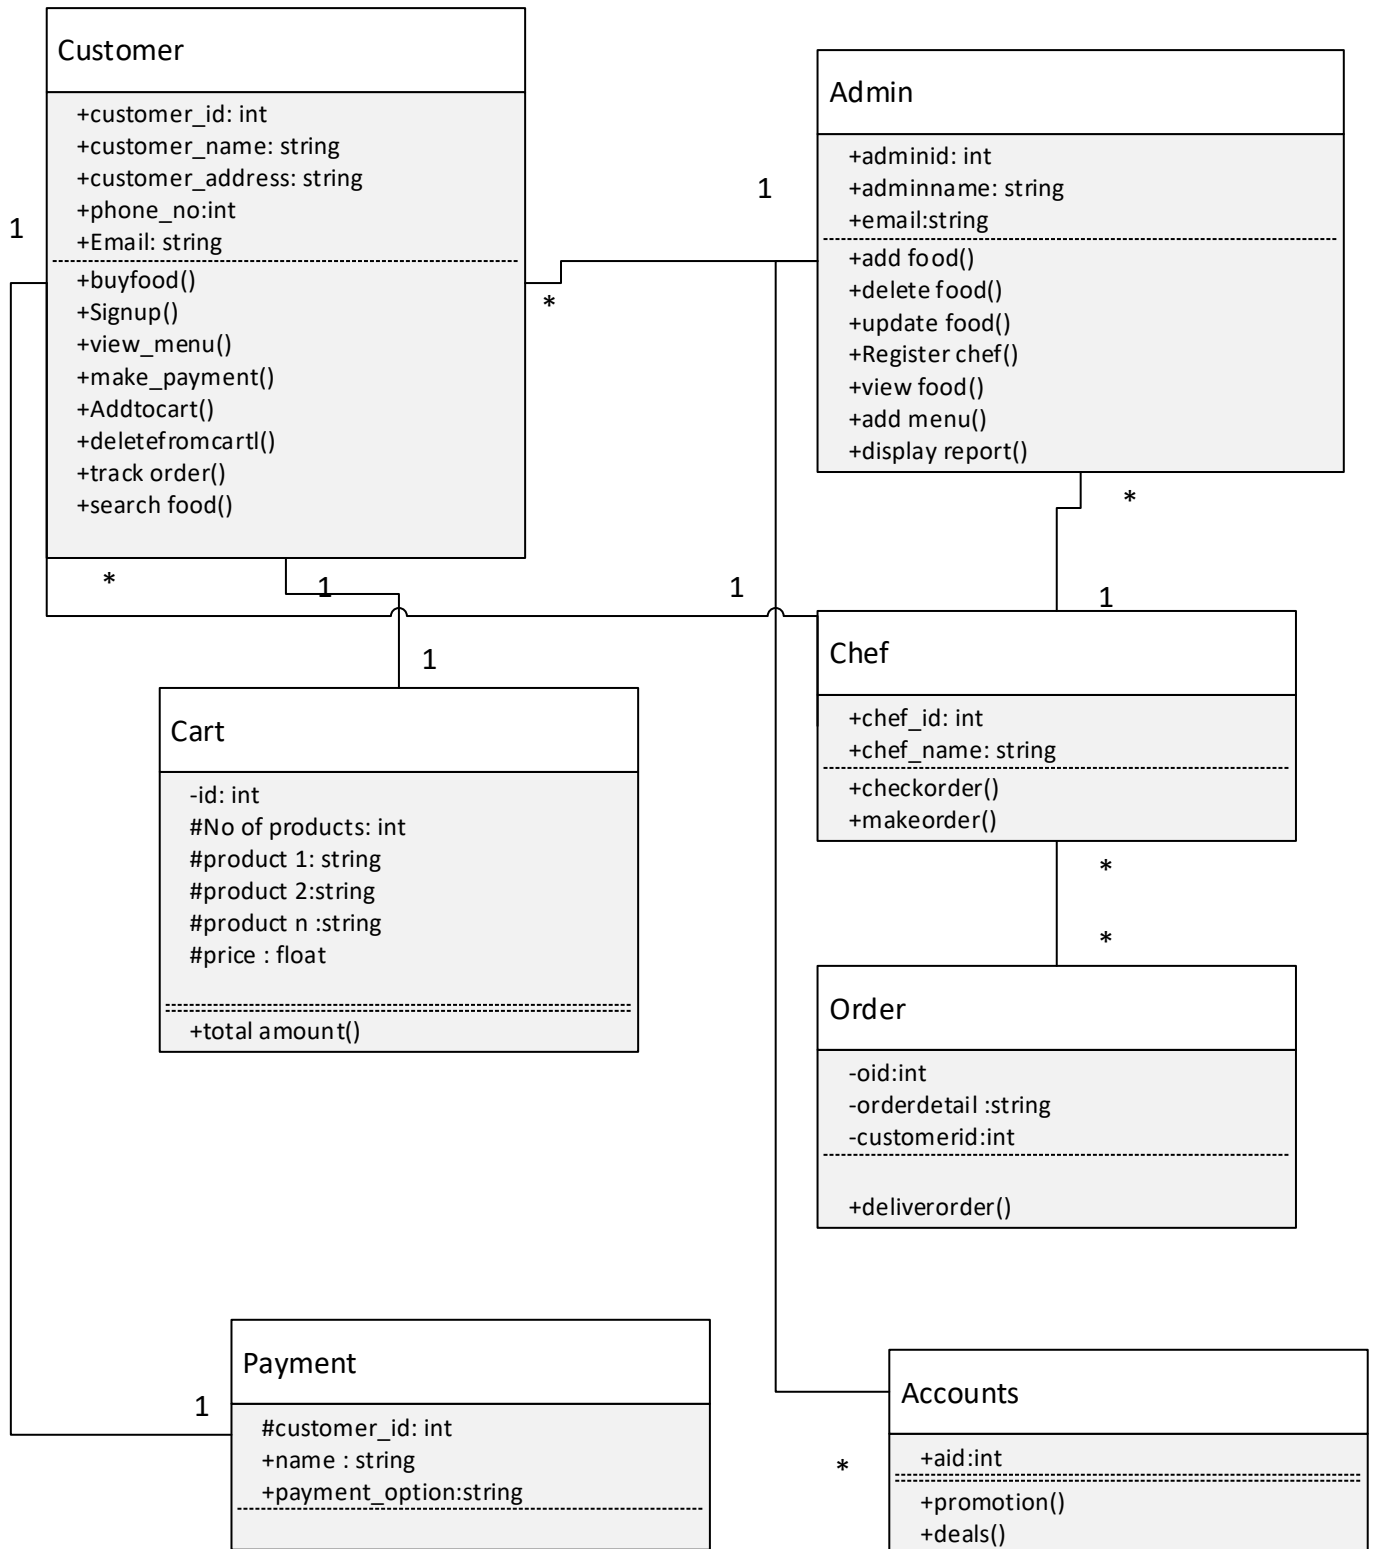 Customer
+customer_id: int
+customer_name: string
+customer_address: string
+phone_no:int
+Email: string
+buyfood()
+Signup()
+view_menu()
+make_payment()
+Addtocart()
+deletefromcartl()
+track order()
+search food()
Admin
+adminid: int
+adminname: string
+email:string
+add food()
+delete food()
+update food()
+Register chef()
+view food()
+add menu()
+display report()
1
1
*
*
*
1
1
1
1
Chef
+chef_id: int
+chef_name: string
+checkorder()
+makeorder()
Cart
-id: int
#No of products: int
#product 1: string
#product 2:string
#product n :string
#price : float
+total amount()
*
*
Order
-oid:int
-orderdetail :string
-customerid:int
+deliverorder()
Payment
#customer_id: int
+name : string
+payment_option:string
1
*
Accounts
+aid:int
+promotion()
+deals()